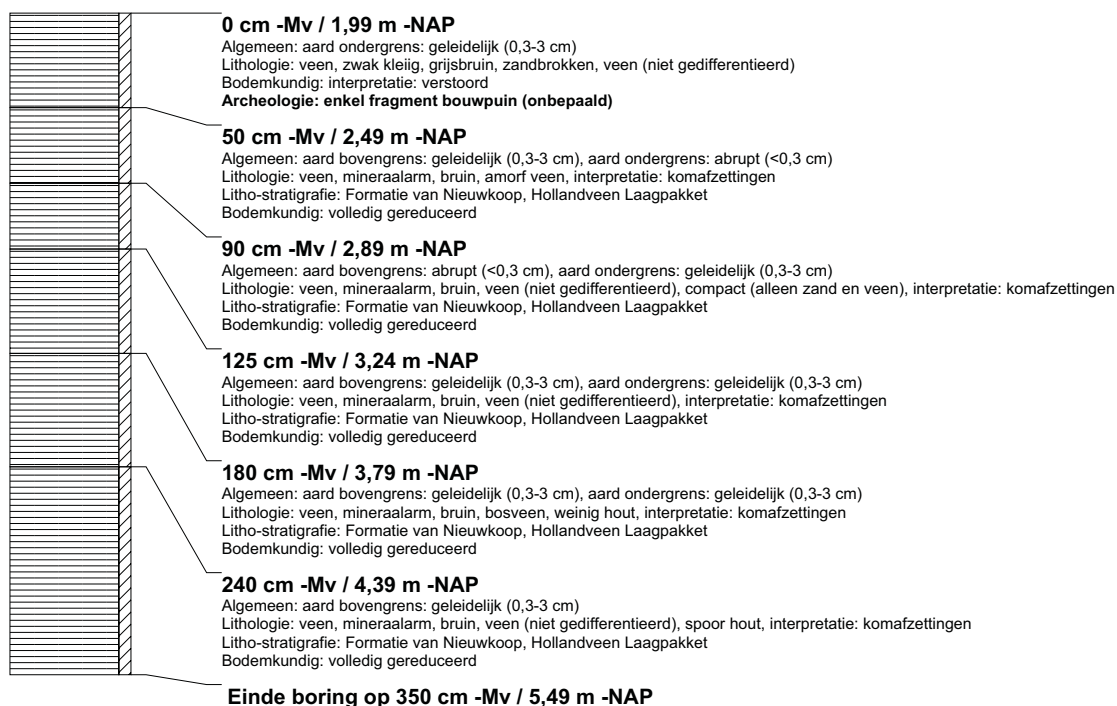 0 cm -Mv / 1,99 m -NAP
Algemeen: aard ondergrens: geleidelijk (0,3-3 cm)
Lithologie: veen, zwak kleiig, grijsbruin, zandbrokken, veen (niet gedifferentieerd)
Bodemkundig: interpretatie: verstoord
Archeologie: enkel fragment bouwpuin (onbepaald)
50 cm -Mv / 2,49 m -NAP
Algemeen: aard bovengrens: geleidelijk (0,3-3 cm), aard ondergrens: abrupt (<0,3 cm)
Lithologie: veen, mineraalarm, bruin, amorf veen, interpretatie: komafzettingen
Litho-stratigrafie: Formatie van Nieuwkoop, Hollandveen Laagpakket
Bodemkundig: volledig gereduceerd
90 cm -Mv / 2,89 m -NAP
Algemeen: aard bovengrens: abrupt (<0,3 cm), aard ondergrens: geleidelijk (0,3-3 cm)
Lithologie: veen, mineraalarm, bruin, veen (niet gedifferentieerd), compact (alleen zand en veen), interpretatie: komafzettingen
Litho-stratigrafie: Formatie van Nieuwkoop, Hollandveen Laagpakket
Bodemkundig: volledig gereduceerd
125 cm -Mv / 3,24 m -NAP
Algemeen: aard bovengrens: geleidelijk (0,3-3 cm), aard ondergrens: geleidelijk (0,3-3 cm)
Lithologie: veen, mineraalarm, bruin, veen (niet gedifferentieerd), interpretatie: komafzettingen
Litho-stratigrafie: Formatie van Nieuwkoop, Hollandveen Laagpakket
Bodemkundig: volledig gereduceerd
180 cm -Mv / 3,79 m -NAP
Algemeen: aard bovengrens: geleidelijk (0,3-3 cm), aard ondergrens: geleidelijk (0,3-3 cm)
Lithologie: veen, mineraalarm, bruin, bosveen, weinig hout, interpretatie: komafzettingen
Litho-stratigrafie: Formatie van Nieuwkoop, Hollandveen Laagpakket
Bodemkundig: volledig gereduceerd
240 cm -Mv / 4,39 m -NAP
Algemeen: aard bovengrens: geleidelijk (0,3-3 cm)
Lithologie: veen, mineraalarm, bruin, veen (niet gedifferentieerd), spoor hout, interpretatie: komafzettingen
Litho-stratigrafie: Formatie van Nieuwkoop, Hollandveen Laagpakket
Bodemkundig: volledig gereduceerd
Einde boring op 350 cm -Mv / 5,49 m -NAP